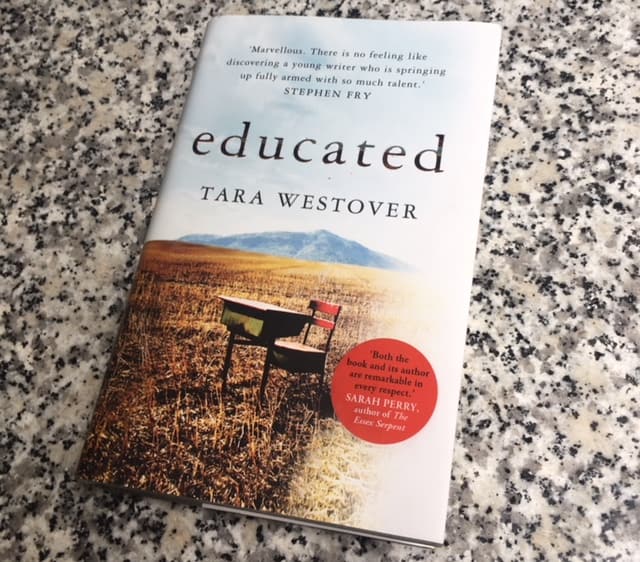 'Marvellous. There is no feeling like
discovering a young writer who is springing
up fully armed with so much talent.'
STEPHEN FRY
educated
TARA WESTOVER
'Both the
book and its author
are remarkable in
every respect.'
SARAH PERRY,
author of The
Essex Serpent